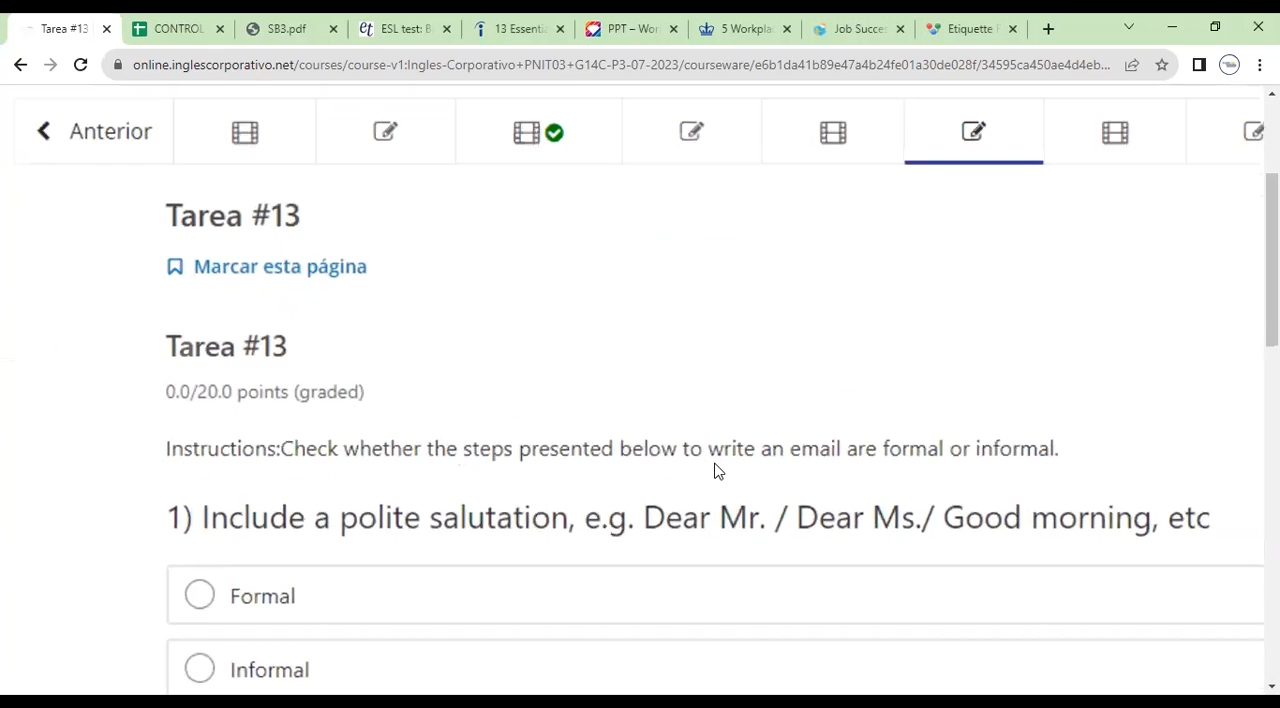 Tarea #13
CONTROL
SB3.pdf
ESL test: B
13 Essenti
PPT – Wor
5 Workpla
Job Succe
Etiquette F
online.inglescorporativo.net/courses/course-v1:Ingles-Corporativo+PNIT03+G14C-P3-07-2023/courseware/e6b1da41b89e47a4b24fe01a30de028f/34595ca450ae4d4eb...
Anterior
Tarea #13
Marcar esta página
Tarea #13
0.0/20.0 points (graded)
Instructions:Check whether the steps presented below to write an email are formal or informal.
1) Include a polite salutation, e.g. Dear Mr. / Dear Ms./ Good morning, etc
Formal
Informal